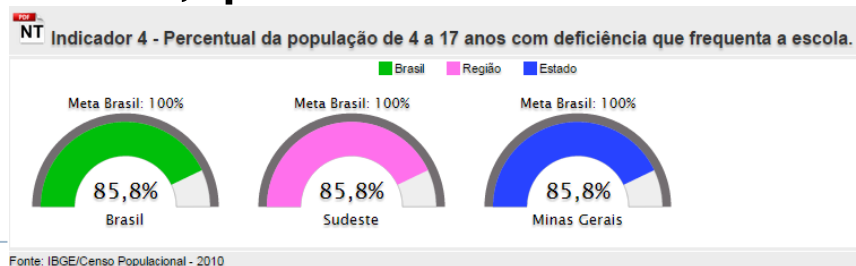 PDF
NT Indicador 4 - Percentual da população de 4 a 17 anos com deficiência que frequenta a escola.
Brasil Região Estado
Meta Brasil: 100% Meta Brasil: 100% Meta Brasil: 100%
85,8% 85,8% 85,8%
Brasil Sudeste Minas Gerais
Fonte: IBGE/Censo Populacional - 2010